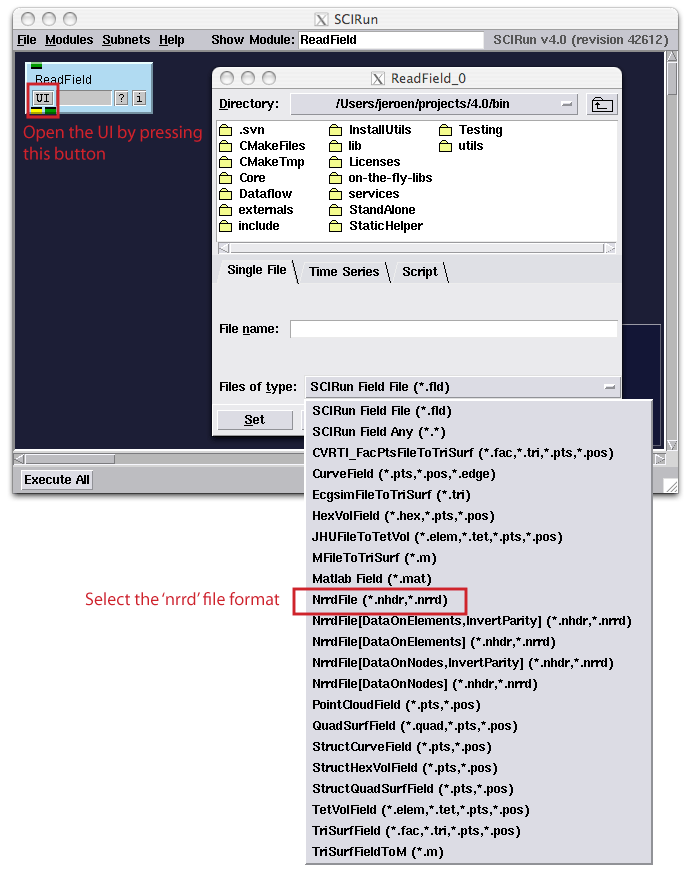 SCIRun
File Modules Subnets Help Show Module: ReadField SCIRun v4.0 (revision 42612)
ReadField
UI ? i
Open the UI by pressing
this button
ReadField_0
Directory: /Users/jeroen/projects/4.0/bin
.svn InstallUtils Testing
CMakeFiles lib utils
CMakeTmp Licenses
Core on-the-fly-libs
Dataflow services
externals StandAlone
include StaticHelper
Single File Time Series Script
File name:
Files of type: SCIRun Field File (*.fld)
Set
SCIRun Field File (*.fld)
SCIRun Field Any (*.*)
CVRTI_FacPtsFileToTriSurf (*.fac,*.tri,*.pts,*.pos)
CurveField (*.pts,*.pos,*.edge)
EcgsimFileToTriSurf (*.tri)
HexVolField (*.hex,*.pts,*.pos)
JHUFileToTetVol (*.elem,*.tet,*.pts,*.pos)
MFileToTriSurf (*.m)
Matlab Field (*.mat)
NrrdFile (*.nhdr,*.nrrd)
NrrdFile[DataOnElements,InvertParity] (*.nhdr,*.nrrd)
NrrdFile[DataOnElements] (*.nhdr,*.nrrd)
NrrdFile[DataOnNodes,InvertParity] (*.nhdr,*.nrrd)
NrrdFile[DataOnNodes] (*.nhdr,*.nrrd)
PointCloudField (*.pts,*.pos)
QuadSurfField (*.quad,*.pts,*.pos)
StructCurveField (*.pts,*.pos)
StructHexVolField (*.pts,*.pos)
StructQuadSurfField (*.pts,*.pos)
TetVolField (*.elem,*.tet,*.pts,*.pos)
TriSurfField (*.fac,*.tri,*.pts,*.pos)
TriSurfFieldToM (*.m)
Execute All
Select the ‘nrrd’ file format